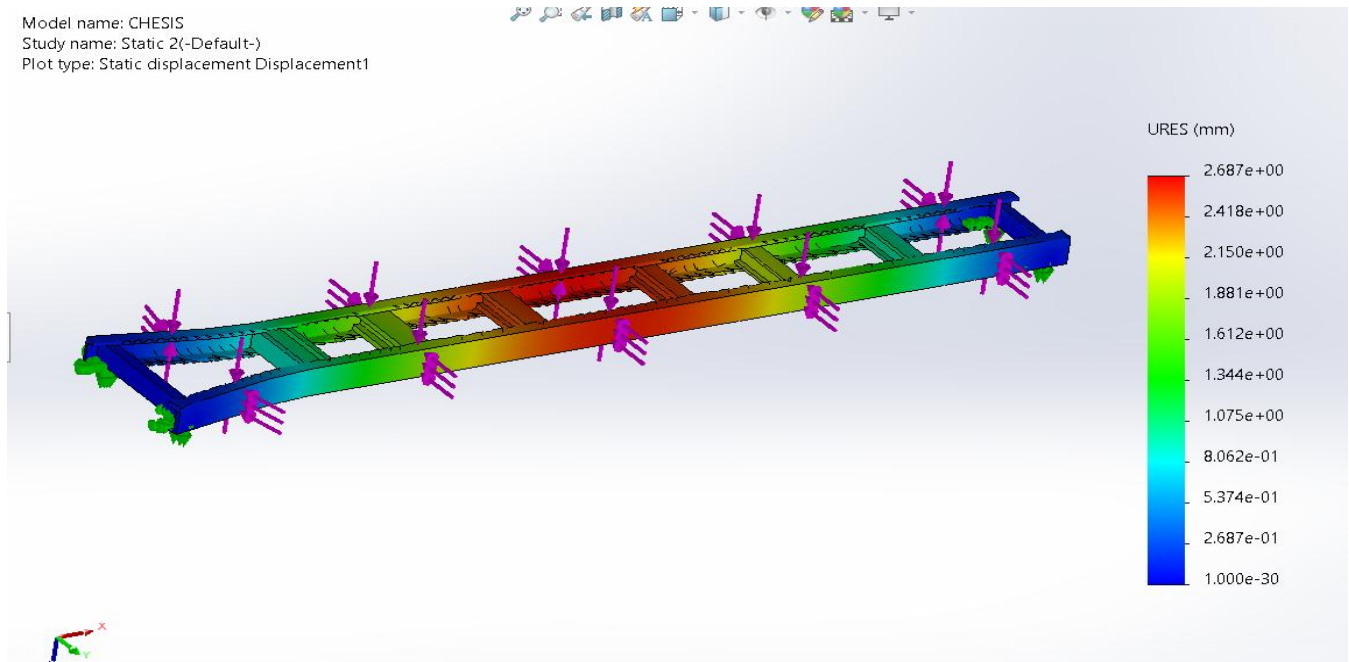 Model name: CHESIS
Study name: Static 2(-Default-)
Plot type: Static displacement Displacement1
URES (mm)
2.687e+00
2.418e+00
2.150e+00
1.881e+00
1.612e+00
1.344e+00
1.075e+00
8.062e-01
5.374e-01
2.687e-01
1.000e-30
X
Y